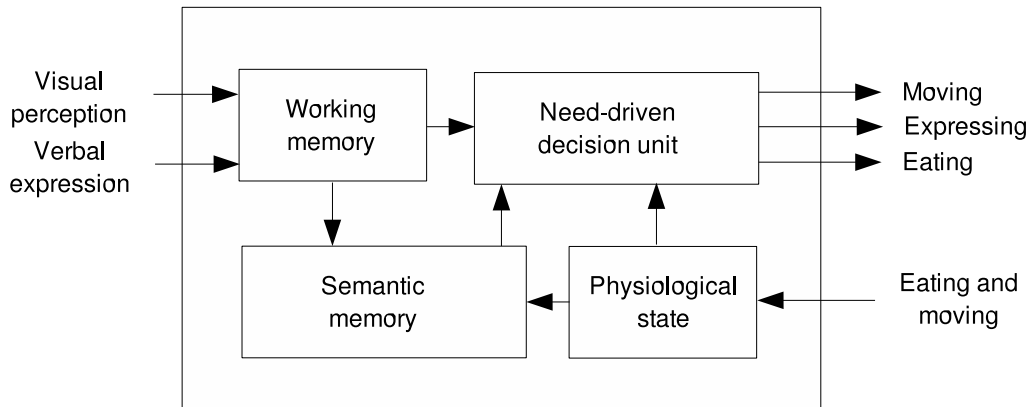 Visual
perception
Verbal
expression
Working
memory
Need-driven
decision unit
Moving
Expressing
Eating
Semantic
memory
Physiological
state
Eating and
moving